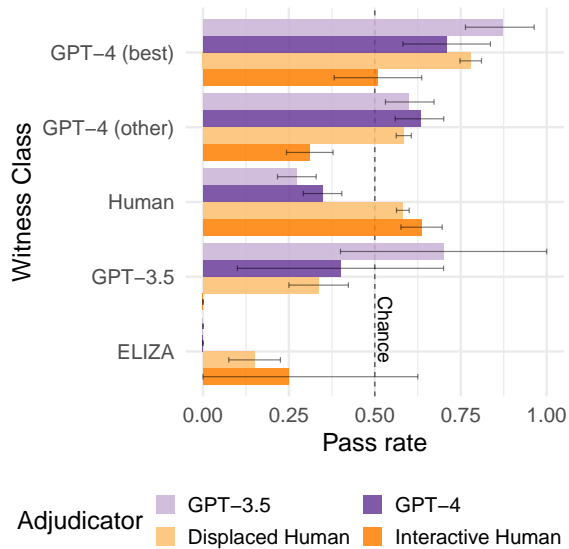 Witness Class
GPT−4 (best)
GPT−4 (other)
Human
GPT−3.5
ELIZA
Chance
0.00 0.25 0.50 0.75 1.00
Pass rate
Adjudicator
GPT−3.5 GPT−4
Displaced Human Interactive Human